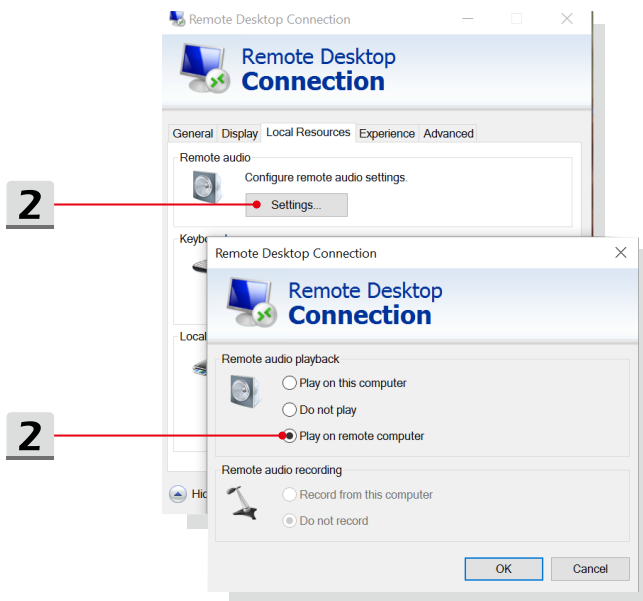 Remote Desktop Connection
Remote Desktop
Connection
General Display Local Resources Experience Advanced
Remote audio
Configure remote audio settings.
2
Settings...
Remote Desktop Connection
Remote Desktop
Connection
Local
Remote audio playback
Play on this computer
Do not play
2
Play on remote computer
Remote audio recording
Record from this computer
Do not record
OK Cancel